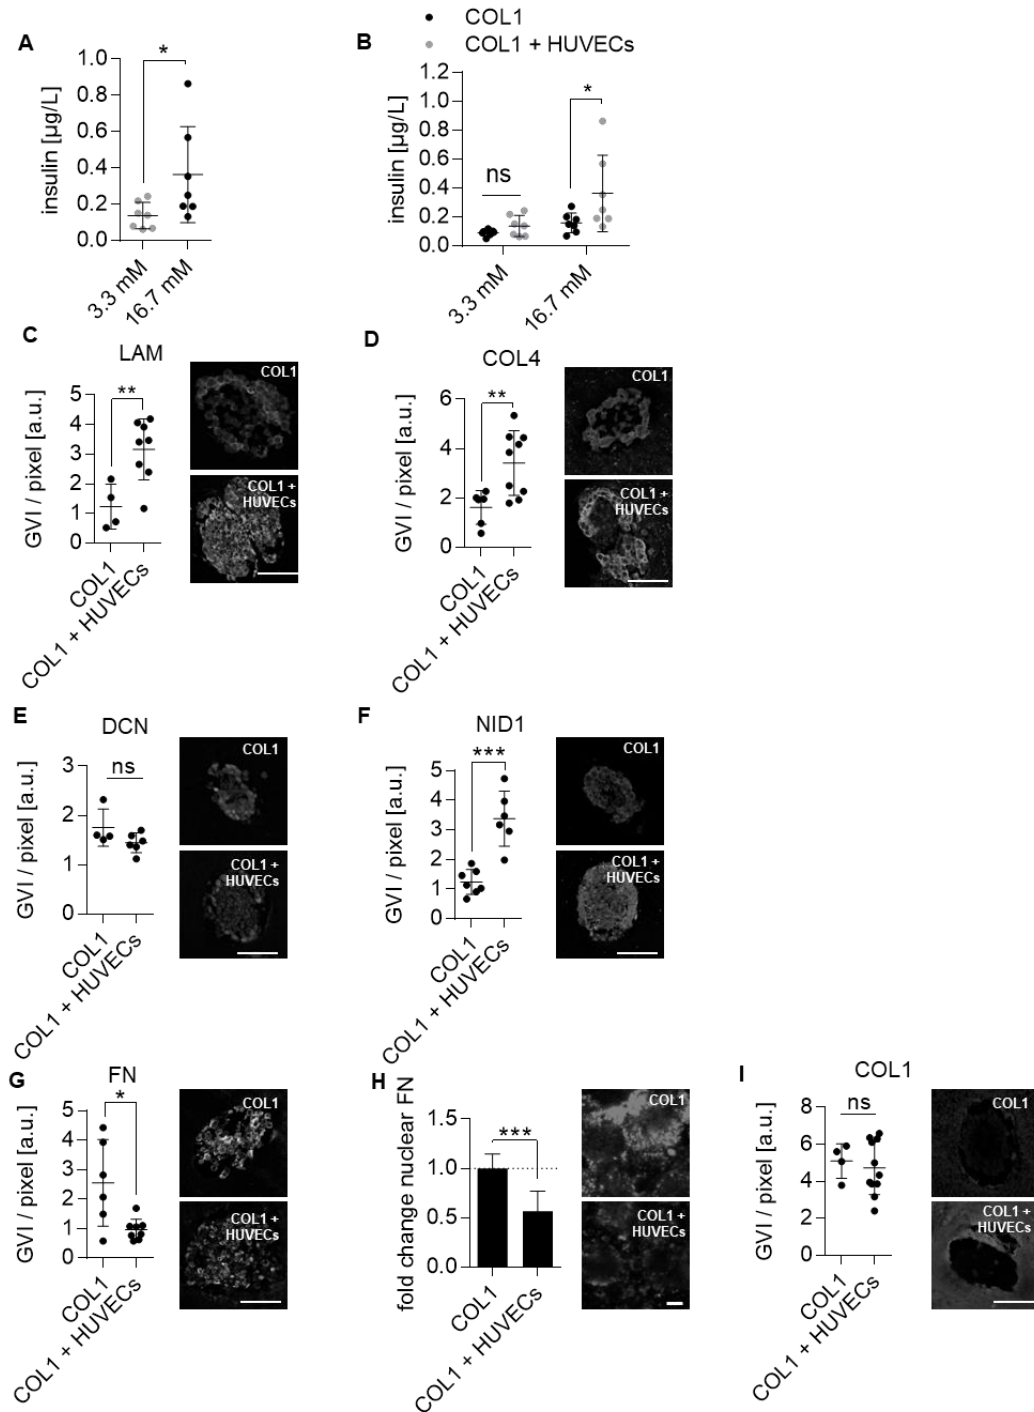 COL1
COL1 + HUVECs
A
*
insulin [µg/L]
1.0
0.8
0.6
0.4
0.2
0.0
3.3 mM
16.7 mM
B
*
ns
insulin [µg/L]
1.2
1.0
0.8
0.6
0.4
0.2
0.0
3.3 mM
16.7 mM
C
LAM
**
GVI / pixel [a.u.]
5
4
3
2
1
0
COL1
COL1 + HUVECs
COL1
COL1 +
HUVECs
D
COL4
**
GVI / pixel [a.u.]
6
4
2
0
COL1
COL1 + HUVECs
COL1
COL1 +
HUVECs
E
DCN
ns
GVI / pixel [a.u.]
3
2
1
0
COL1
COL1 + HUVECs
COL1
COL1 +
HUVECs
F
NID1
***
GVI / pixel [a.u.]
5
4
3
2
1
0
COL1
COL1 + HUVECs
COL1
COL1 +
HUVECs
G
FN
*
GVI / pixel [a.u.]
5
4
3
2
1
0
COL1
COL1 + HUVECs
COL1
COL1 +
HUVECs
H
***
fold change nuclear FN
1.5
1.0
0.5
0.0
COL1
COL1 + HUVECs
COL1
COL1 +
HUVECs
I
COL1
ns
GVI / pixel [a.u.]
8
6
4
2
0
COL1
COL1 + HUVECs
COL1
COL1 +
HUVECs